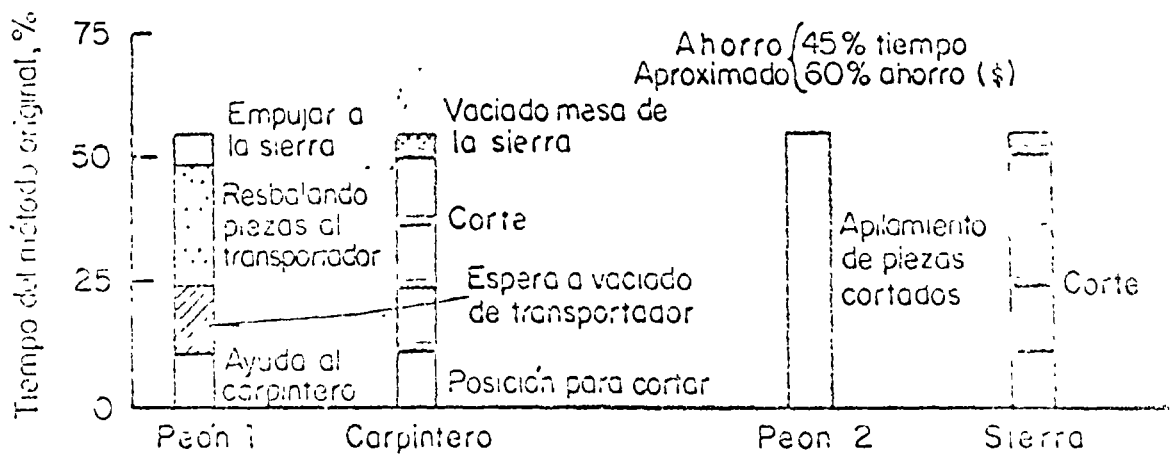 Tiempo del método original, %
75
50
25
0
Ahorro 45% tiempo
Aproximado 60% ahorro ($)
Empujar a
la sierra
Resbalando
piezas al
transportador
Ayuda al
carpintero
Vaciado mesa de
la sierra
Corte
Espera a vaciado
de transportador
Posición para cortar
Apilamiento
de piezas
cortados
Corte
Peón 1
Carpintero
Peon 2
Sierra